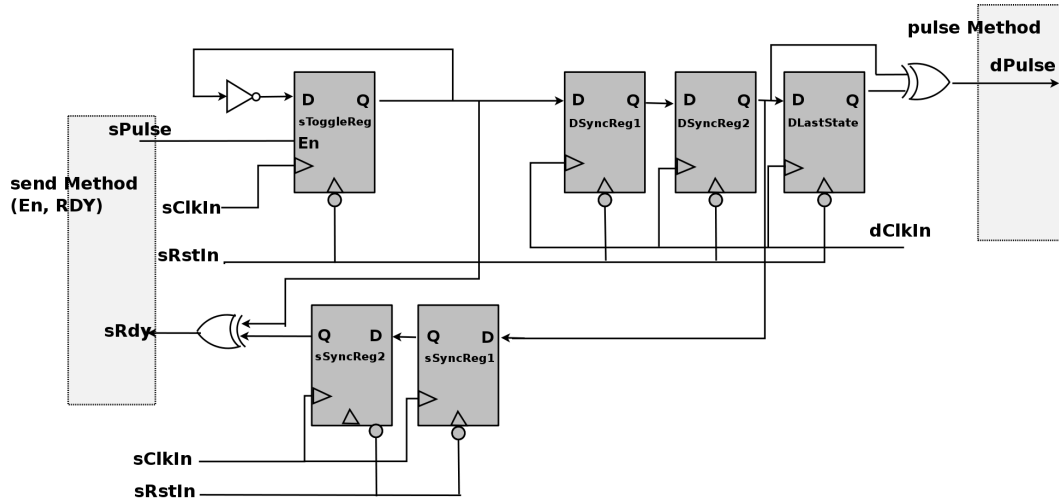 pulse Method
dPulse
D Q
sToggleReg
En
D Q
DSyncReg1
D Q
DSyncReg2
D Q
DLastState
sPulse
send Method
(En, RDY)
sClkIn
dClkIn
sRstIn
sRdy
Q D
sSyncReg2
Q D
sSyncReg1
sClkIn
sRstIn